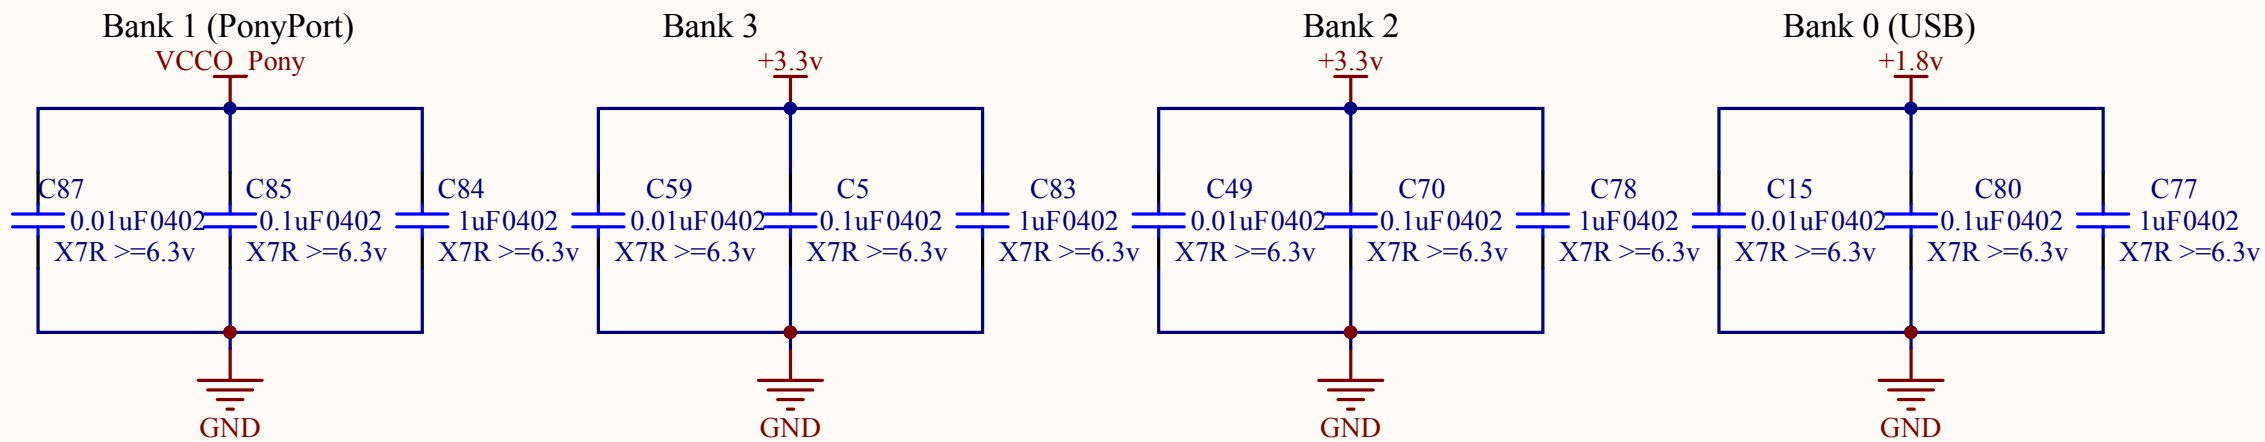 Bank 1 (PonyPort)
VCCO_Pony
C87
0.01uF0402
X7R >=6.3v
C85
0.1uF0402
X7R >=6.3v
C84
1uF0402
X7R >=6.3v
GND
Bank 3
+3.3v
C59
0.01uF0402
X7R >=6.3v
C5
0.1uF0402
X7R >=6.3v
C83
1uF0402
X7R >=6.3v
GND
Bank 2
+3.3v
C49
0.01uF0402
X7R >=6.3v
C70
0.1uF0402
X7R >=6.3v
C78
1uF0402
X7R >=6.3v
GND
Bank 0 (USB)
+1.8v
C15
0.01uF0402
X7R >=6.3v
C80
0.1uF0402
X7R >=6.3v
C77
1uF0402
X7R >=6.3v
GND